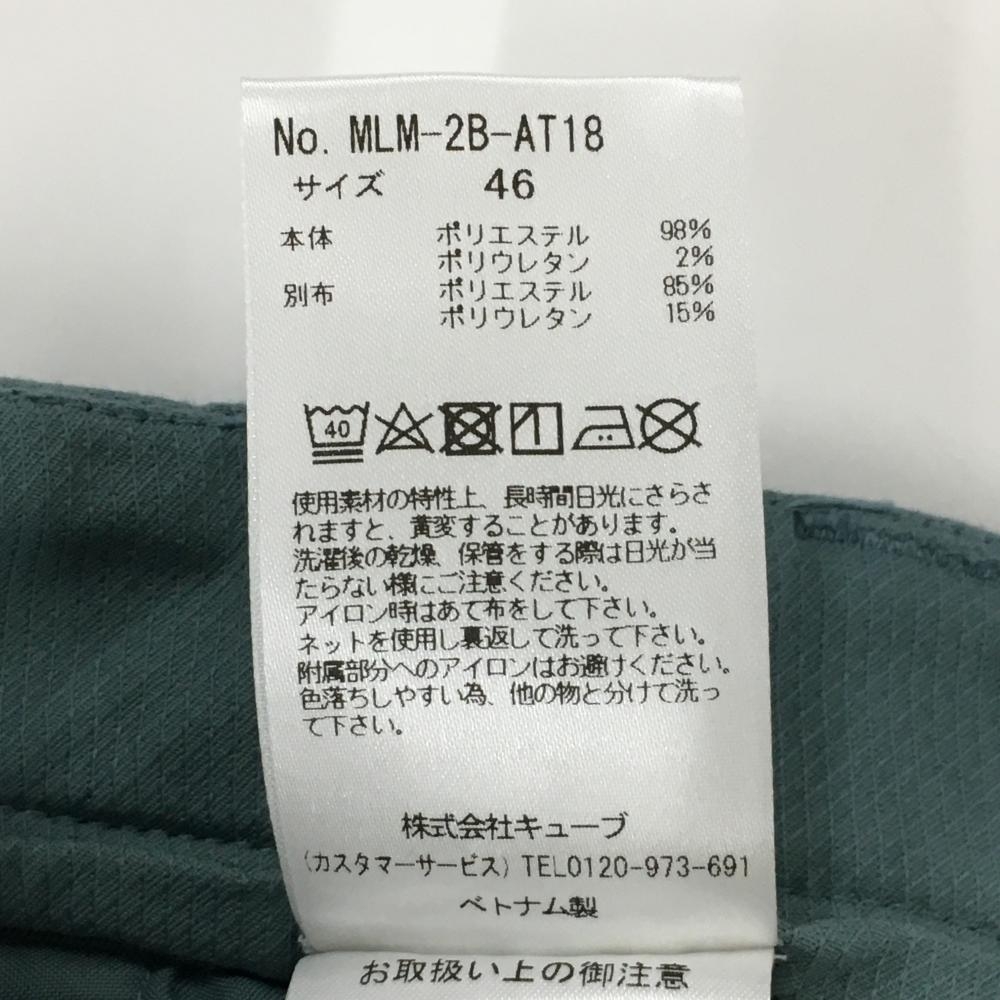 No. MLM-2B-AT18
サイズ 46
本体 ポリエステル 98%
ポリウレタン 2%
別布 ポリエステル 85%
ポリウレタン 15%
40
使用素材の特性上、長時間日光にさらさ
れますと、黄変することがあります。
洗濯後の乾燥、保管をする際は日光が当
たらない様にご注意ください。
アイロン時はあて布をして下さい。
ネットを使用し裏返して洗って下さい。
附属部分へのアイロンはお避けください。
色落ちしやすい為、他の物と分けて洗っ
て下さい。
株式会社キューブ
(カスタマーサービス) TEL0120-973-691
ベトナム製
お取扱い上の御注意